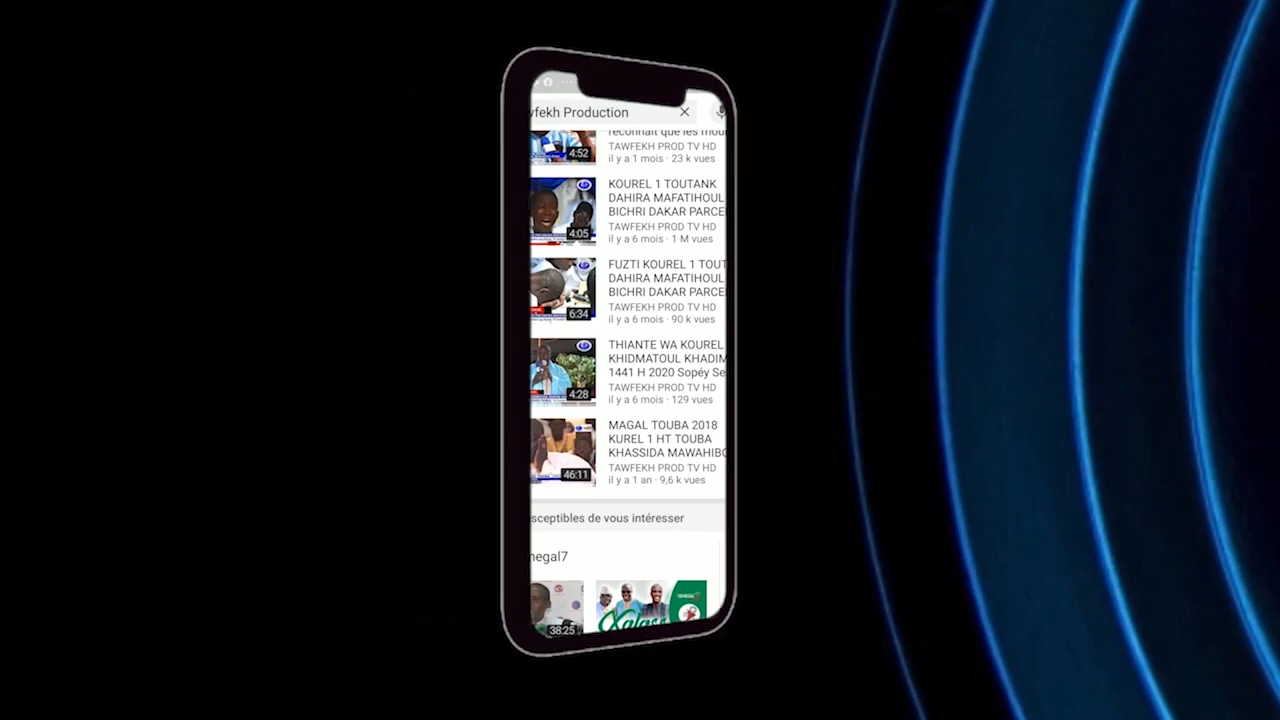 wfekh Production
4:52
reconnaît que les mour
TAWFEKH PROD TV HD
il y a 1 mois · 23 k vues
4:05
KOUREL 1 TOUTANK
DAHIRA MAFATIHOUL
BICHRI DAKAR PARCE
TAWFEKH PROD TV HD
il y a 6 mois · 1 M vues
6:34
FUZTI KOUREL 1 TOUT
DAHIRA MAFATIHOUL
BICHRI DAKAR PARCE
TAWFEKH PROD TV HD
il y a 6 mois · 90 k vues
4:28
THIANTE WA KOUREL
KHIDMATOUL KHADIM
1441 H 2020 Sopéy Se
TAWFEKH PROD TV HD
il y a 6 mois · 129 vues
46:11
MAGAL TOUBA 2018
KUREL 1 HT TOUBA
KHASSIDA MAWAHIBO
TAWFEKH PROD TV HD
il y a 1 an · 9,6 k vues
sceptibles de vous intéresser
negal7
38:25
Xalass